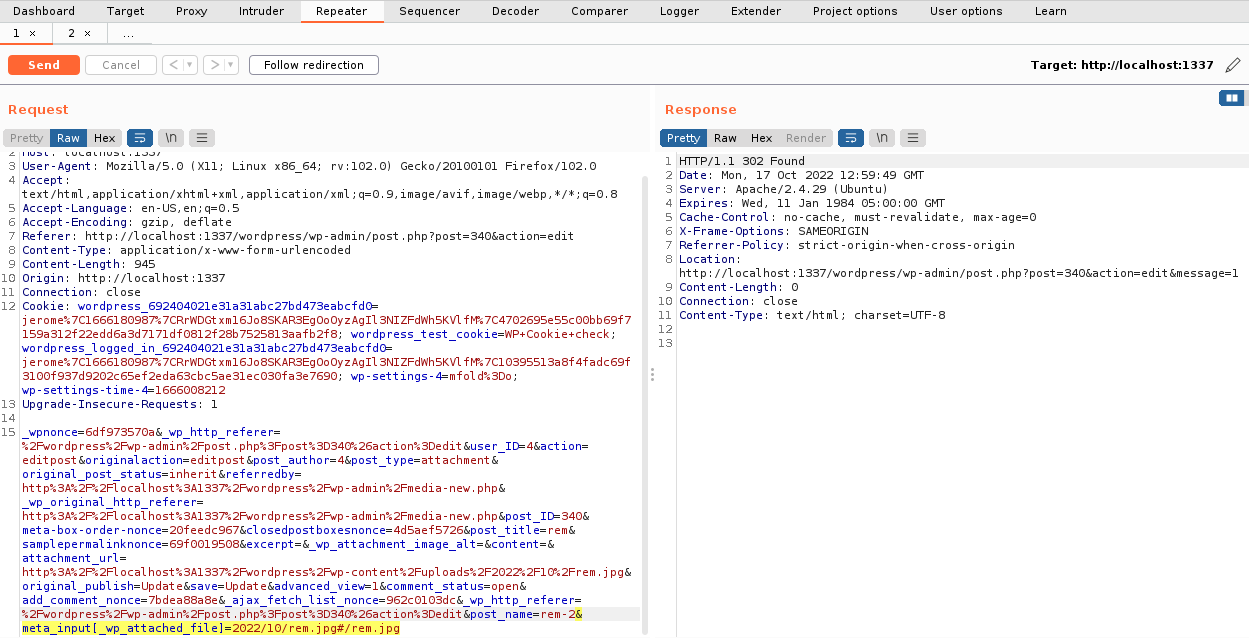 Dashboard Target Proxy Intruder Repeater Sequencer Decoder Comparer Logger Extender Project options User options Learn
1 × 2 × ...
Send Cancel < > Follow redirection Target: http://localhost:1337
Request
Pretty Raw Hex \n
2 Host: localhost:1337
3 User-Agent: Mozilla/5.0 (X11; Linux x86_64; rv:102.0) Gecko/20100101 Firefox/102.0
4 Accept:
text/html,application/xhtml+xml,application/xml;q=0.9,image/avif,image/webp,*/*;q=0.8
5 Accept-Language: en-US,en;q=0.5
6 Accept-Encoding: gzip, deflate
7 Referer: http://localhost:1337/wordpress/wp-admin/post.php?post=340&action=edit
8 Content-Type: application/x-www-form-urlencoded
9 Content-Length: 945
10 Origin: http://localhost:1337
11 Connection: close
12 Cookie: wordpress_692404021e31a31abc27bd473eabcfd0=
jerome%7C1666180987%7CRrWDGtxm16Jo8SKAR3EgOoOyzAgIl3NIZFdWh5KVlfM%7C4702695e55c00bb69f7
159a312f22edd6a3d7171df0812f28b7525813aafb2f8; wordpress_test_cookie=WP+Cookie+check;
wordpress_logged_in_692404021e31a31abc27bd473eabcfd0=
jerome%7C1666180987%7CRrWDGtxm16Jo8SKAR3EgOoOyzAgIl3NIZFdWh5KVlfM%7C10395513a8f4fadc69f
3100f937d9202c65ef2eda63cbc5ae31ec030fa3e7690; wp-settings-4=mfold%3Do;
wp-settings-time-4=1666008212
13 Upgrade-Insecure-Requests: 1
14
15 _wpnonce=6df973570a&_wp_http_referer=
%2Fwordpress%2Fwp-admin%2Fpost.php%3Fpost%3D340%26action%3Dedit&user_ID=4&action=
editpost&originalaction=editpost&post_author=4&post_type=attachment&
original_post_status=inherit&referredby=
http%3A%2F%2Flocalhost%3A1337%2Fwordpress%2Fwp-admin%2Fmedia-new.php&
_wp_original_http_referer=
http%3A%2F%2Flocalhost%3A1337%2Fwordpress%2Fwp-admin%2Fmedia-new.php&post_ID=340&
meta-box-order-nonce=20feedc967&closedpostboxesnonce=4d5aef5726&post_title=rem&
samplepermalinknonce=69f0019508&excerpt=&_wp_attachment_image_alt=&content=&
attachment_url=
http%3A%2F%2Flocalhost%3A1337%2Fwordpress%2Fwp-content%2Fuploads%2F2022%2F10%2Frem.jpg&
original_publish=Update&save=Update&advanced_view=1&comment_status=open&
add_comment_nonce=7bdea88a8e&_ajax_fetch_list_nonce=962c0103dc&_wp_http_referer=
%2Fwordpress%2Fwp-admin%2Fpost.php%3Fpost%3D340%26action%3Dedit&post_name=rem-2&
meta_input[_wp_attached_file]=2022/10/rem.jpg#/rem.jpg
Response
Pretty Raw Hex Render \n
1 HTTP/1.1 302 Found
2 Date: Mon, 17 Oct 2022 12:59:49 GMT
3 Server: Apache/2.4.29 (Ubuntu)
4 Expires: Wed, 11 Jan 1984 05:00:00 GMT
5 Cache-Control: no-cache, must-revalidate, max-age=0
6 X-Frame-Options: SAMEORIGIN
7 Referrer-Policy: strict-origin-when-cross-origin
8 Location:
http://localhost:1337/wordpress/wp-admin/post.php?post=340&action=edit&message=1
9 Content-Length: 0
10 Connection: close
11 Content-Type: text/html; charset=UTF-8
12
13